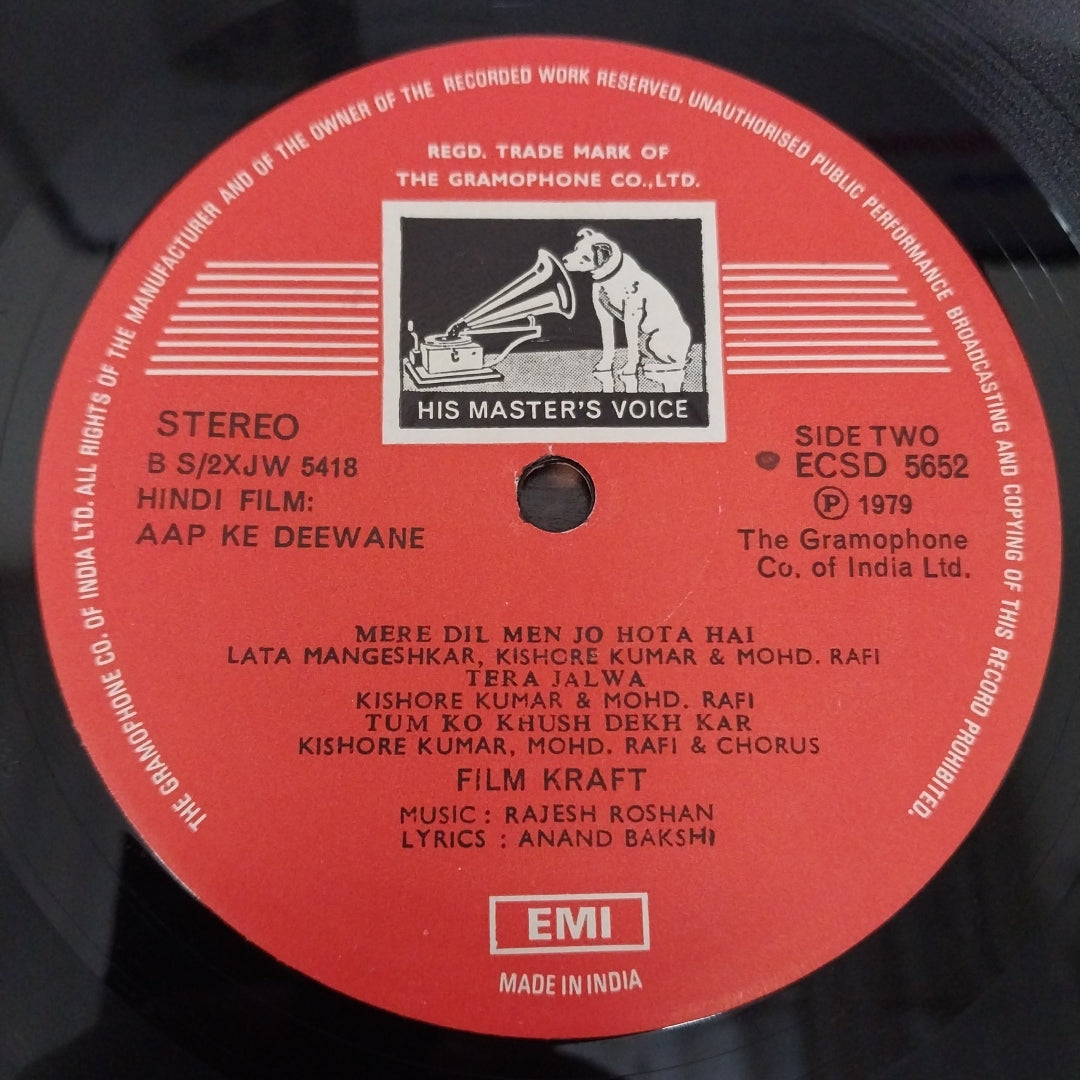 THE GRAMOPHONE CO. OF INDIA LTD. ALL RIGHTS OF THE MANUFACTURER AND OF THE OWNER OF THE RECORDED WORK RESERVED. UNAUTHORISED PUBLIC PERFORMANCE BROADCASTING AND COPYING OF THIS RECORD PROHIBITED.
REGD. TRADE MARK OF
THE GRAMOPHONE CO.,LTD.
HIS MASTER'S VOICE
STEREO
B S/2XJW 5418
HINDI FILM:
AAP KE DEEWANE
SIDE TWO
ECSD 5652
Ⓟ 1979
The Gramophone
Co. of India Ltd.
MERE DIL MEN JO HOTA HAI
LATA MANGESHKAR, KISHORE KUMAR & MOHD. RAFI
TERA JALWA
KISHORE KUMAR & MOHD. RAFI
TUM KO KHUSH DEKH KAR
KISHORE KUMAR, MOHD. RAFI & CHORUS
FILM KRAFT
MUSIC : RAJESH ROSHAN
LYRICS : ANAND BAKSHI
EMI
MADE IN INDIA